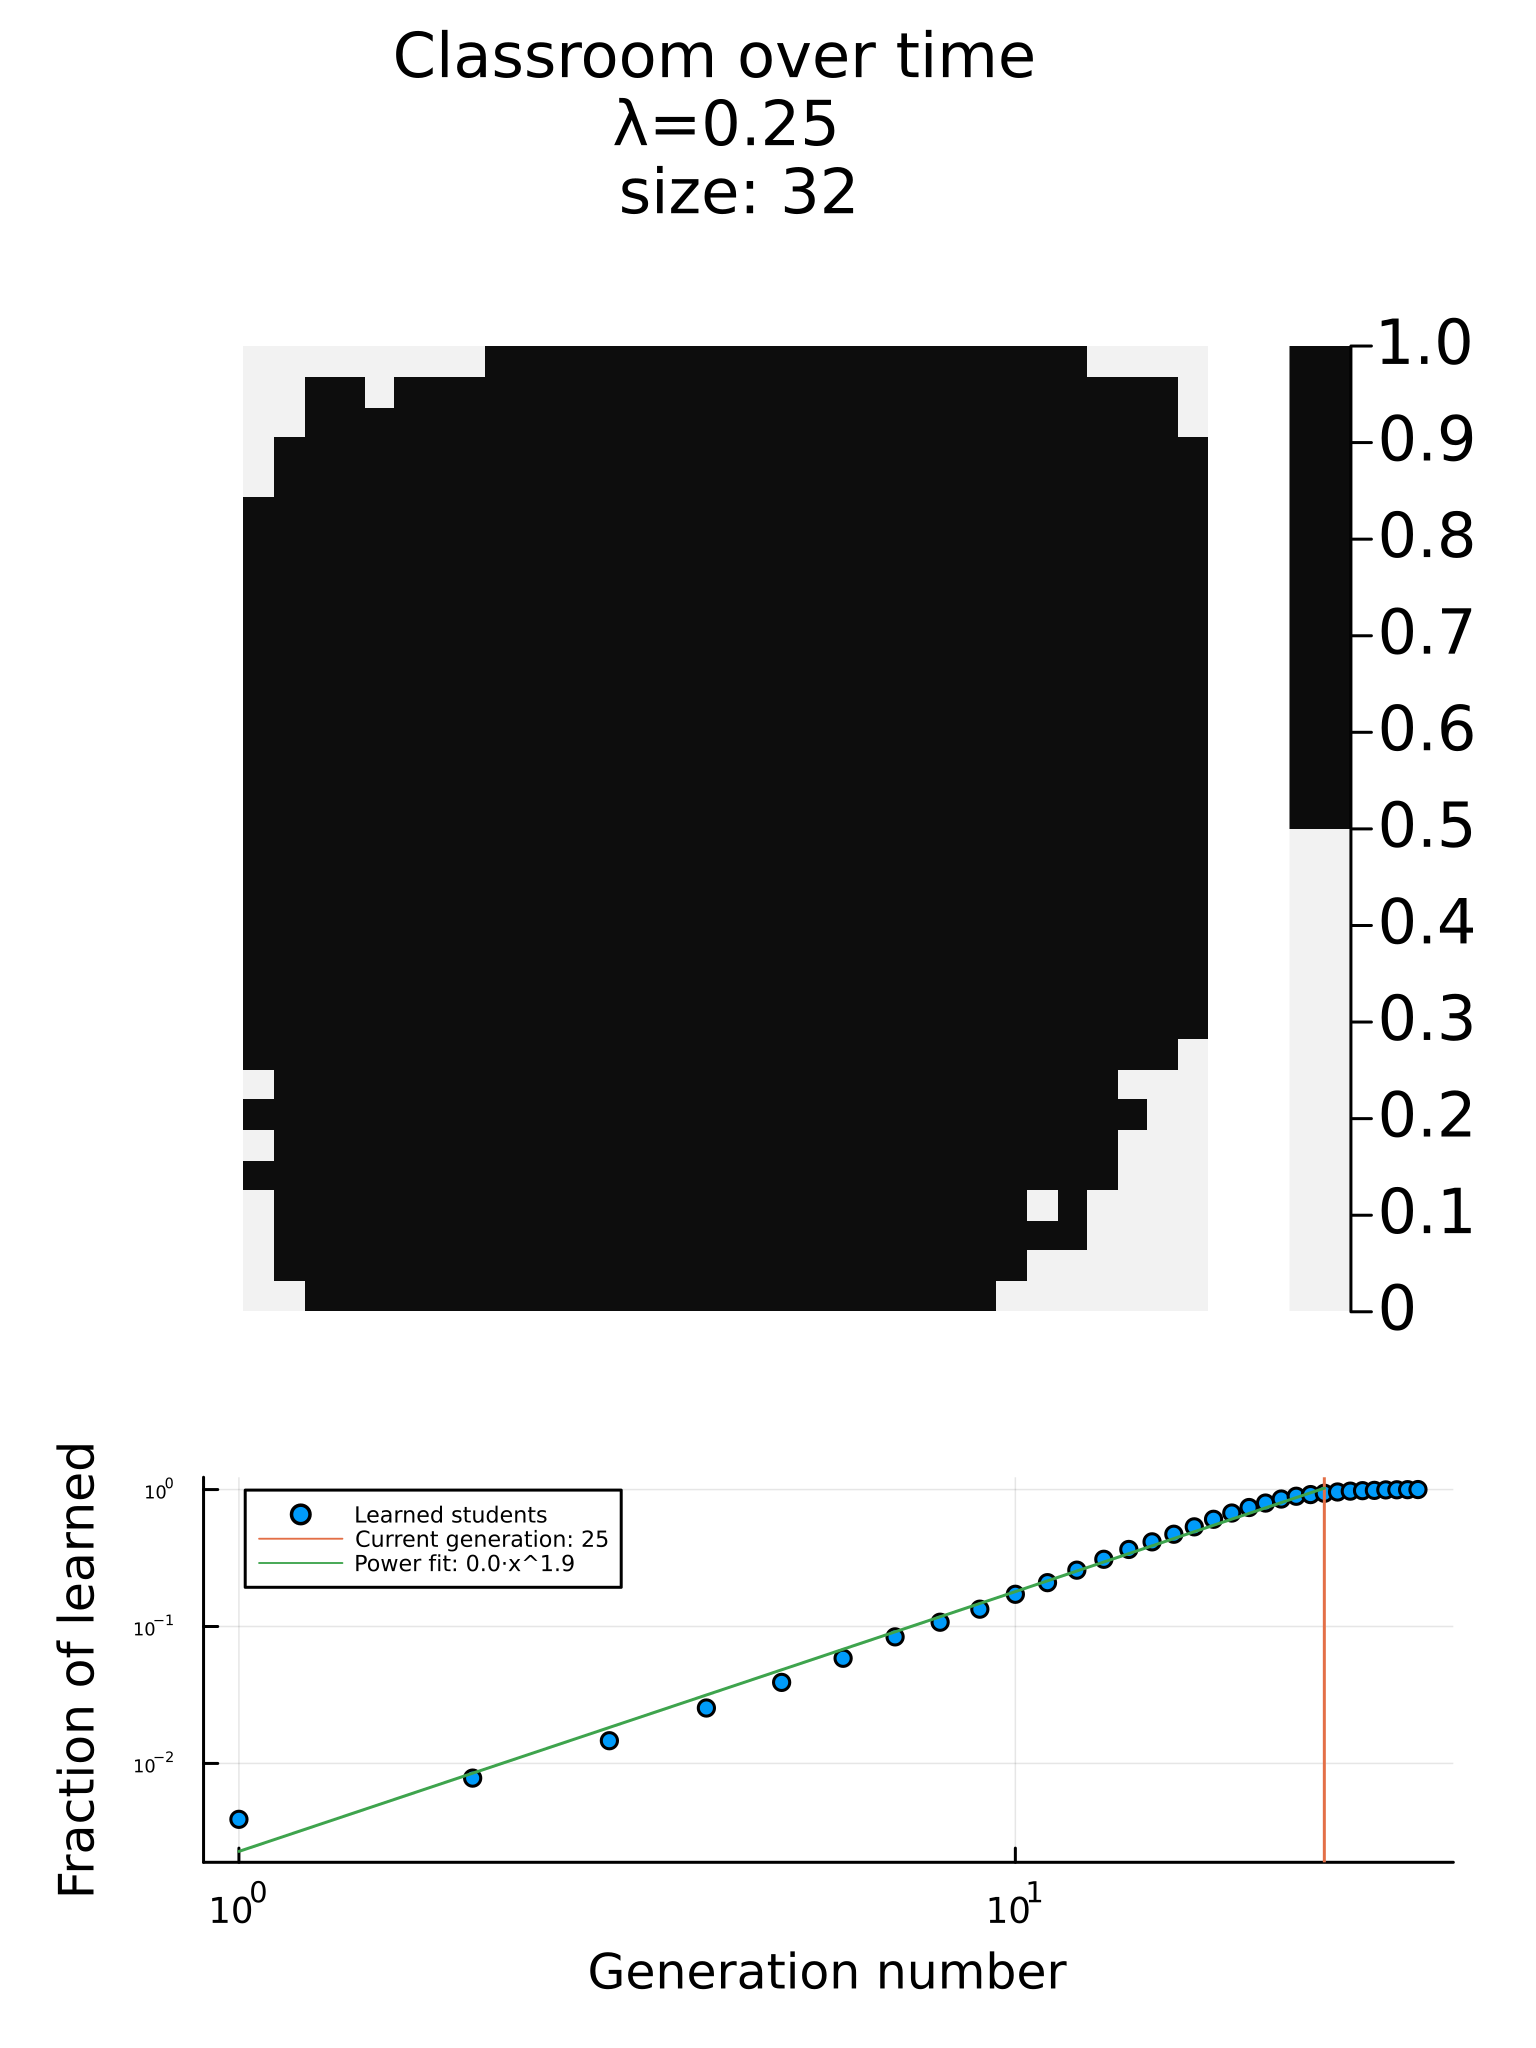 Classroom over time
λ=0.25
size: 32
1.0
0.9
0.8
0.7
0.6
0.5
0.4
0.3
0.2
0.1
0
Fraction of learned
10⁰
10⁻¹
10⁻²
Learned students
Current generation: 25
Power fit: 0.0·x^1.9
10⁰
10¹
Generation number